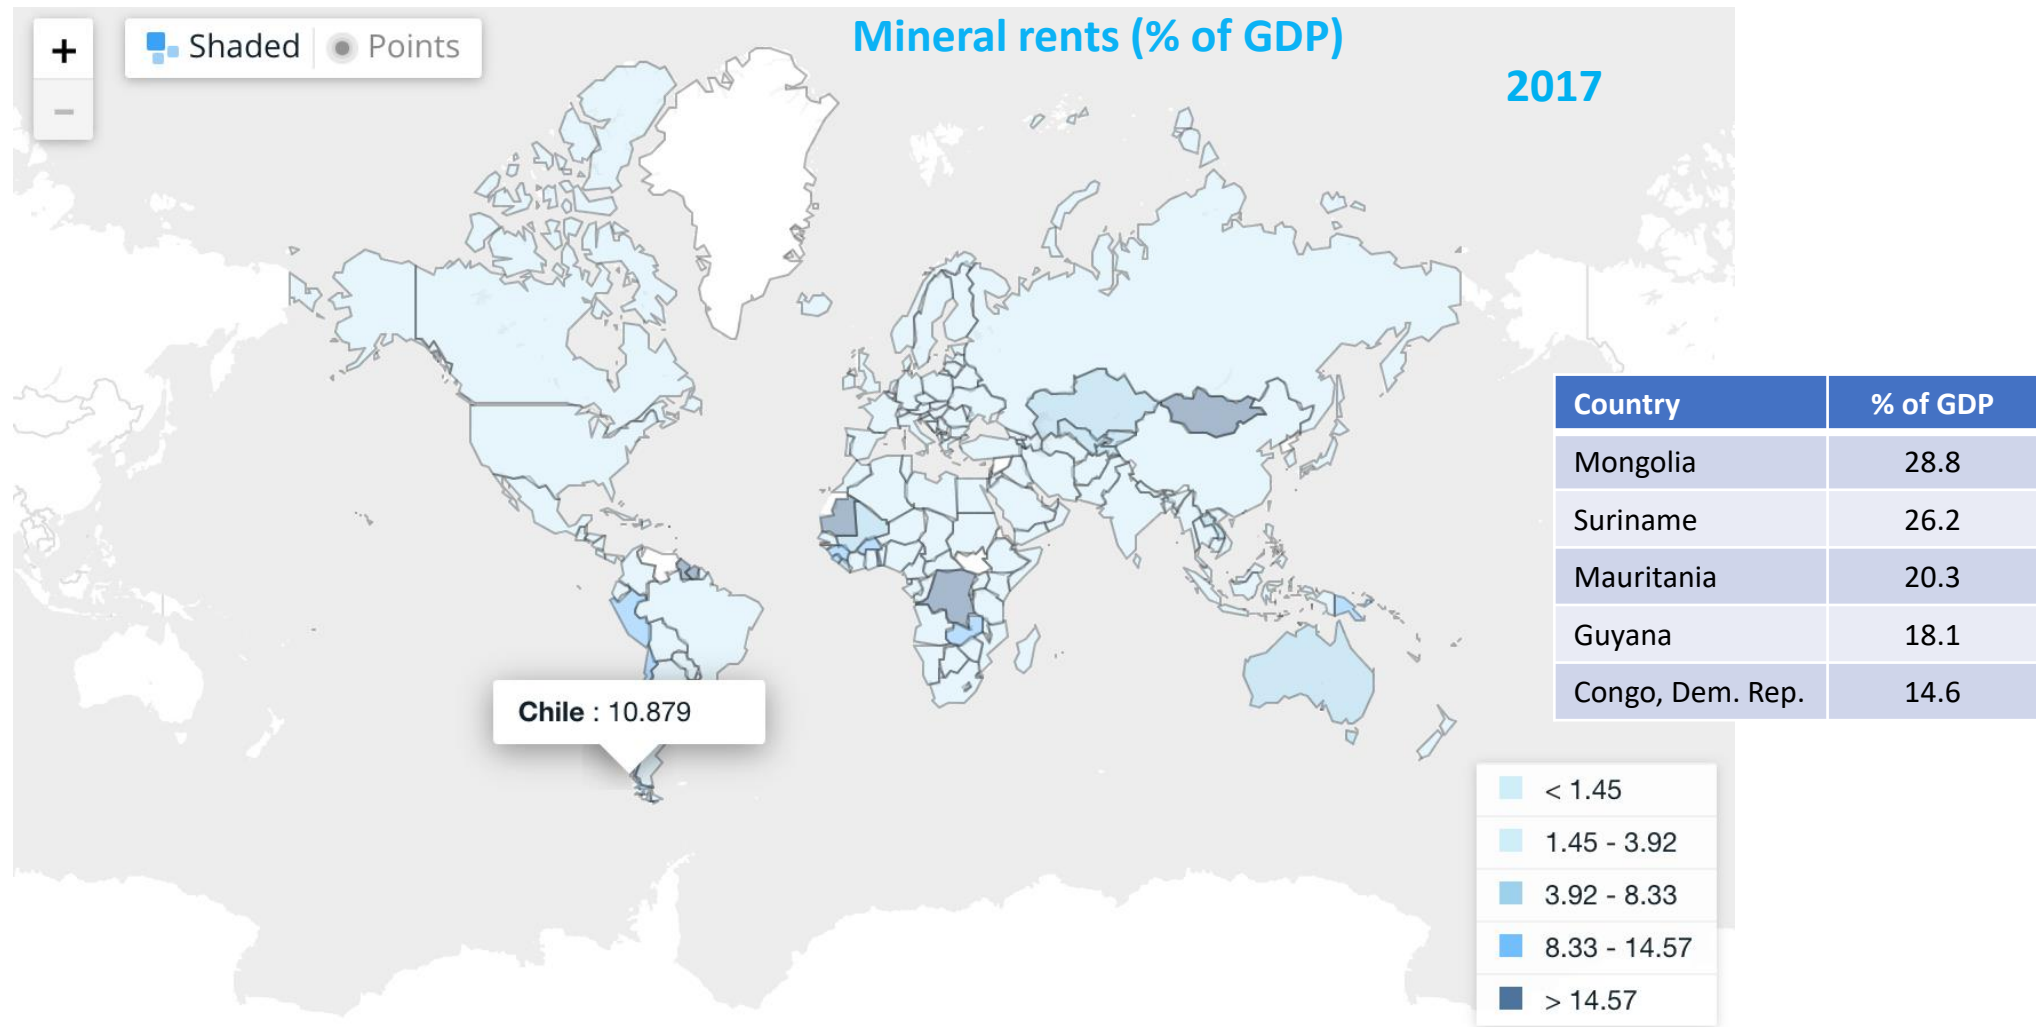 +
Shaded
Points
−
Mineral rents (% of GDP)
2017
Country % of GDP
Mongolia 28.8
Suriname 26.2
Mauritania 20.3
Guyana 18.1
Congo, Dem. Rep. 14.6
Chile : 10.879
< 1.45
1.45 - 3.92
3.92 - 8.33
8.33 - 14.57
> 14.57